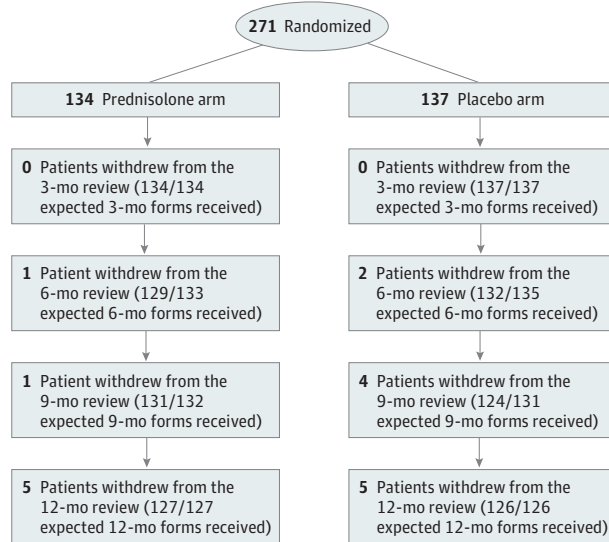 271 Randomized
134 Prednisolone arm
137 Placebo arm
0 Patients withdrew from the
3-mo review (134/134
expected 3-mo forms received)
0 Patients withdrew from the
3-mo review (137/137
expected 3-mo forms received)
1 Patient withdrew from the
6-mo review (129/133
expected 6-mo forms received)
2 Patients withdrew from the
6-mo review (132/135
expected 6-mo forms received)
1 Patient withdrew from the
9-mo review (131/132
expected 9-mo forms received)
4 Patients withdrew from the
9-mo review (124/131
expected 9-mo forms received)
5 Patients withdrew from the
12-mo review (127/127
expected 12-mo forms received)
5 Patients withdrew from the
12-mo review (126/126
expected 12-mo forms received)